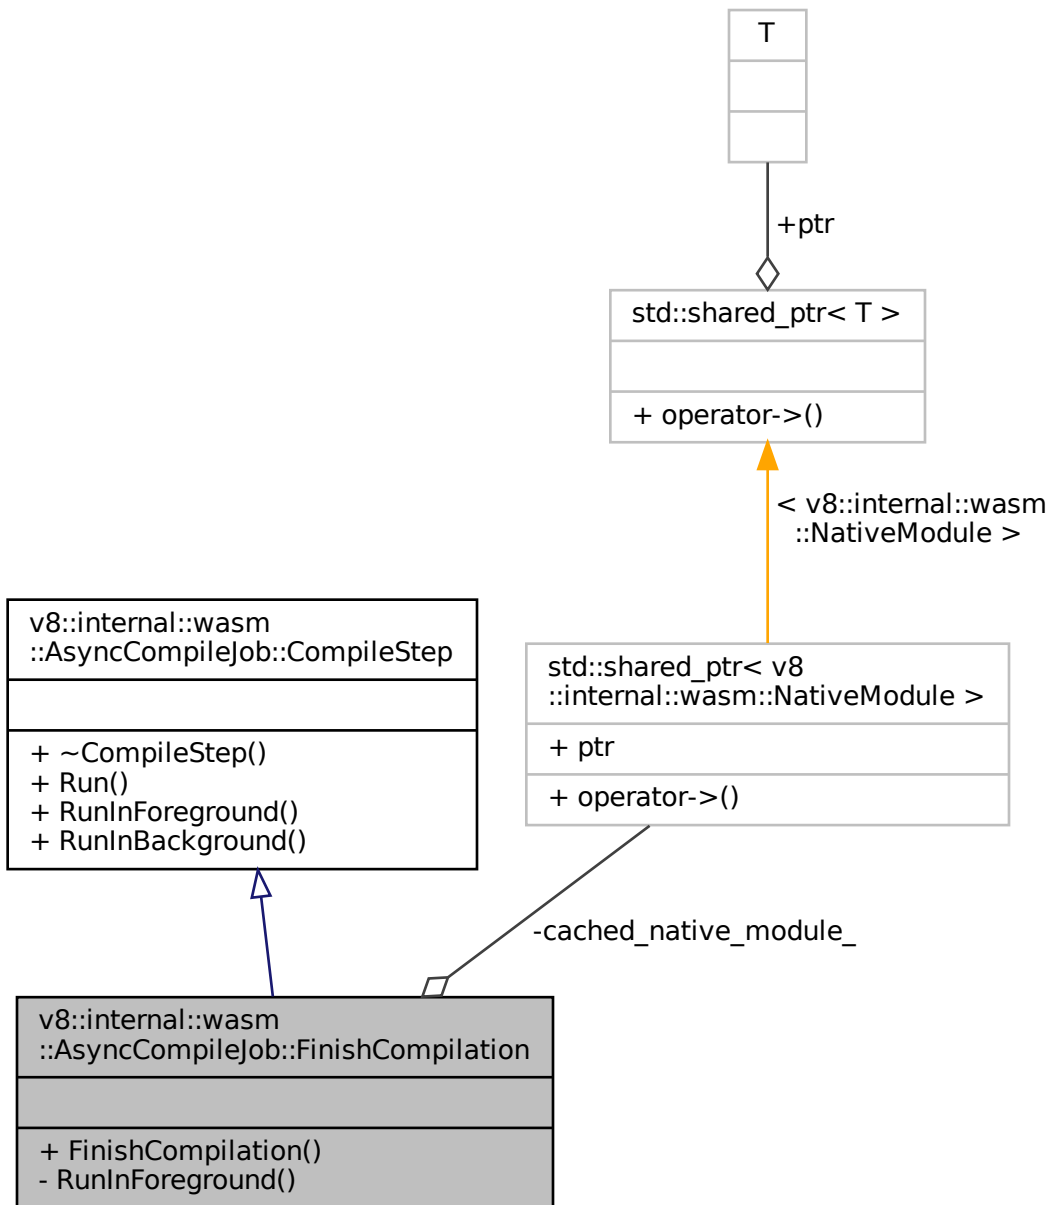 T
+ptr
std::shared_ptr< T >
+ operator->()
< v8::internal::wasm
::NativeModule >
v8::internal::wasm
::AsyncCompileJob::CompileStep
+ ~CompileStep()
+ Run()
+ RunInForeground()
+ RunInBackground()
std::shared_ptr< v8
::internal::wasm::NativeModule >
+ ptr
+ operator->()
-cached_native_module_
v8::internal::wasm
::AsyncCompileJob::FinishCompilation
+ FinishCompilation()
- RunInForeground()